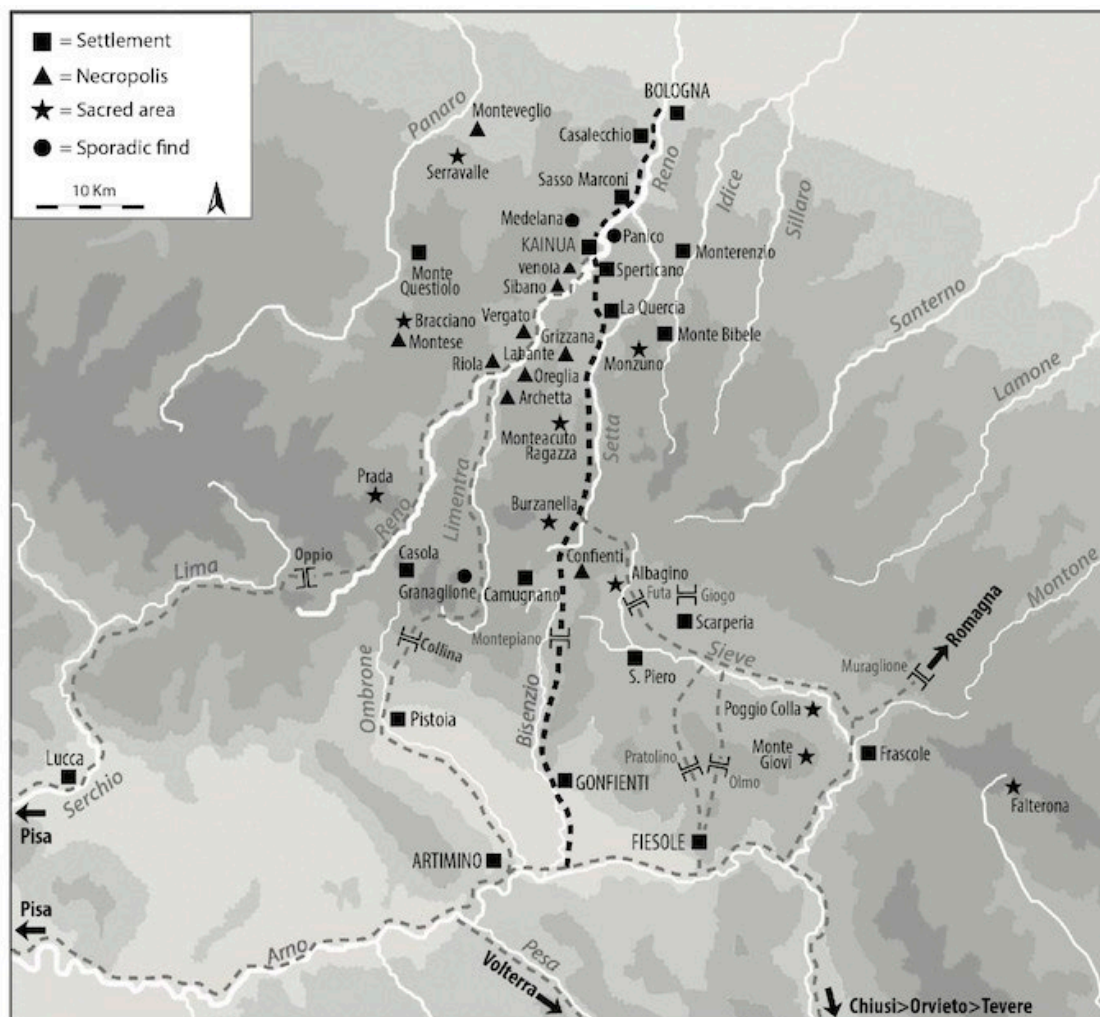 = Settlement
= Necropolis
= Sacred area
= Sporadic find
10 Km
BOLOGNA
Casalecchio
Reno
Idice
Sillaro
Panaro
Monteveglio
Serravalle
Sasso Marconi
Medelana
Panico
KAINUA
Monterenzio
Venola
Sperticano
Sibano
Monte
Questiolo
La Quercia
Santerno
Bracciano
Montese
Vergato
Grizzana
Monte Bibele
Riola
Labante
Monzuno
Oreglia
Lamone
Archetta
Monteacuto
Ragazza
Setta
Prada
Reno
Limentra
Burzanella
Oppio
Lima
Casola
Granaglione
Camugnano
Confienti
Albagino
Futa
Giogo
Scarperia
Montone
Romagna
Collina
Montepiano
Sieve
Muraglione
S. Piero
Ombrone
Bisenzio
Pistoia
Poggio Colla
Lucca
Serchio
Pratolino
Olmo
Monte
Giovi
Frascole
Falterona
GONFIENTI
Pisa
ARTIMINO
FIESOLE
Pisa
Arno
Pesa
Volterra
Chiusi>Orvieto>Tevere